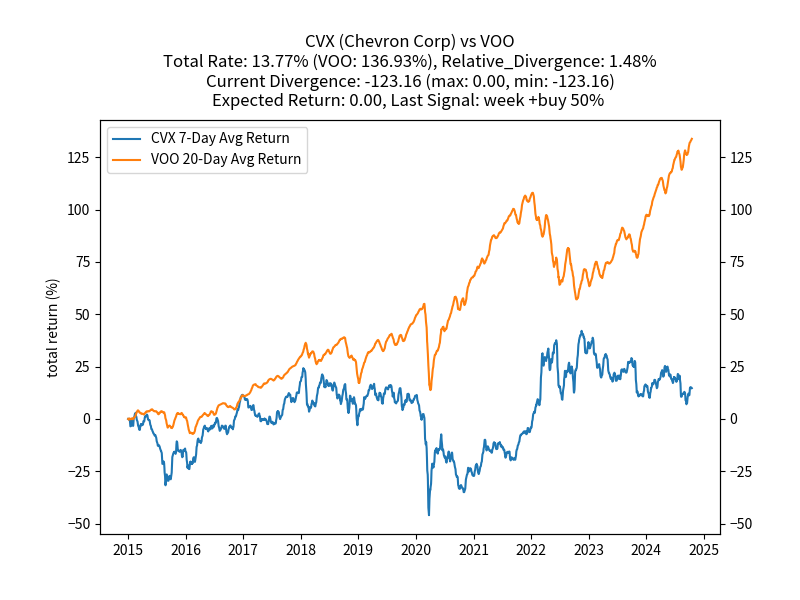 CVX (Chevron Corp) vs VOO
Total Rate: 13.77% (VOO: 136.93%), Relative_Divergence: 1.48%
Current Divergence: -123.16 (max: 0.00, min: -123.16)
Expected Return: 0.00, Last Signal: week +buy 50%
CVX 7-Day Avg Return
VOO 20-Day Avg Return
total return (%)
125
100
75
50
25
0
−25
−50
125
100
75
50
25
0
−25
−50
2015 2016 2017 2018 2019 2020 2021 2022 2023 2024 2025